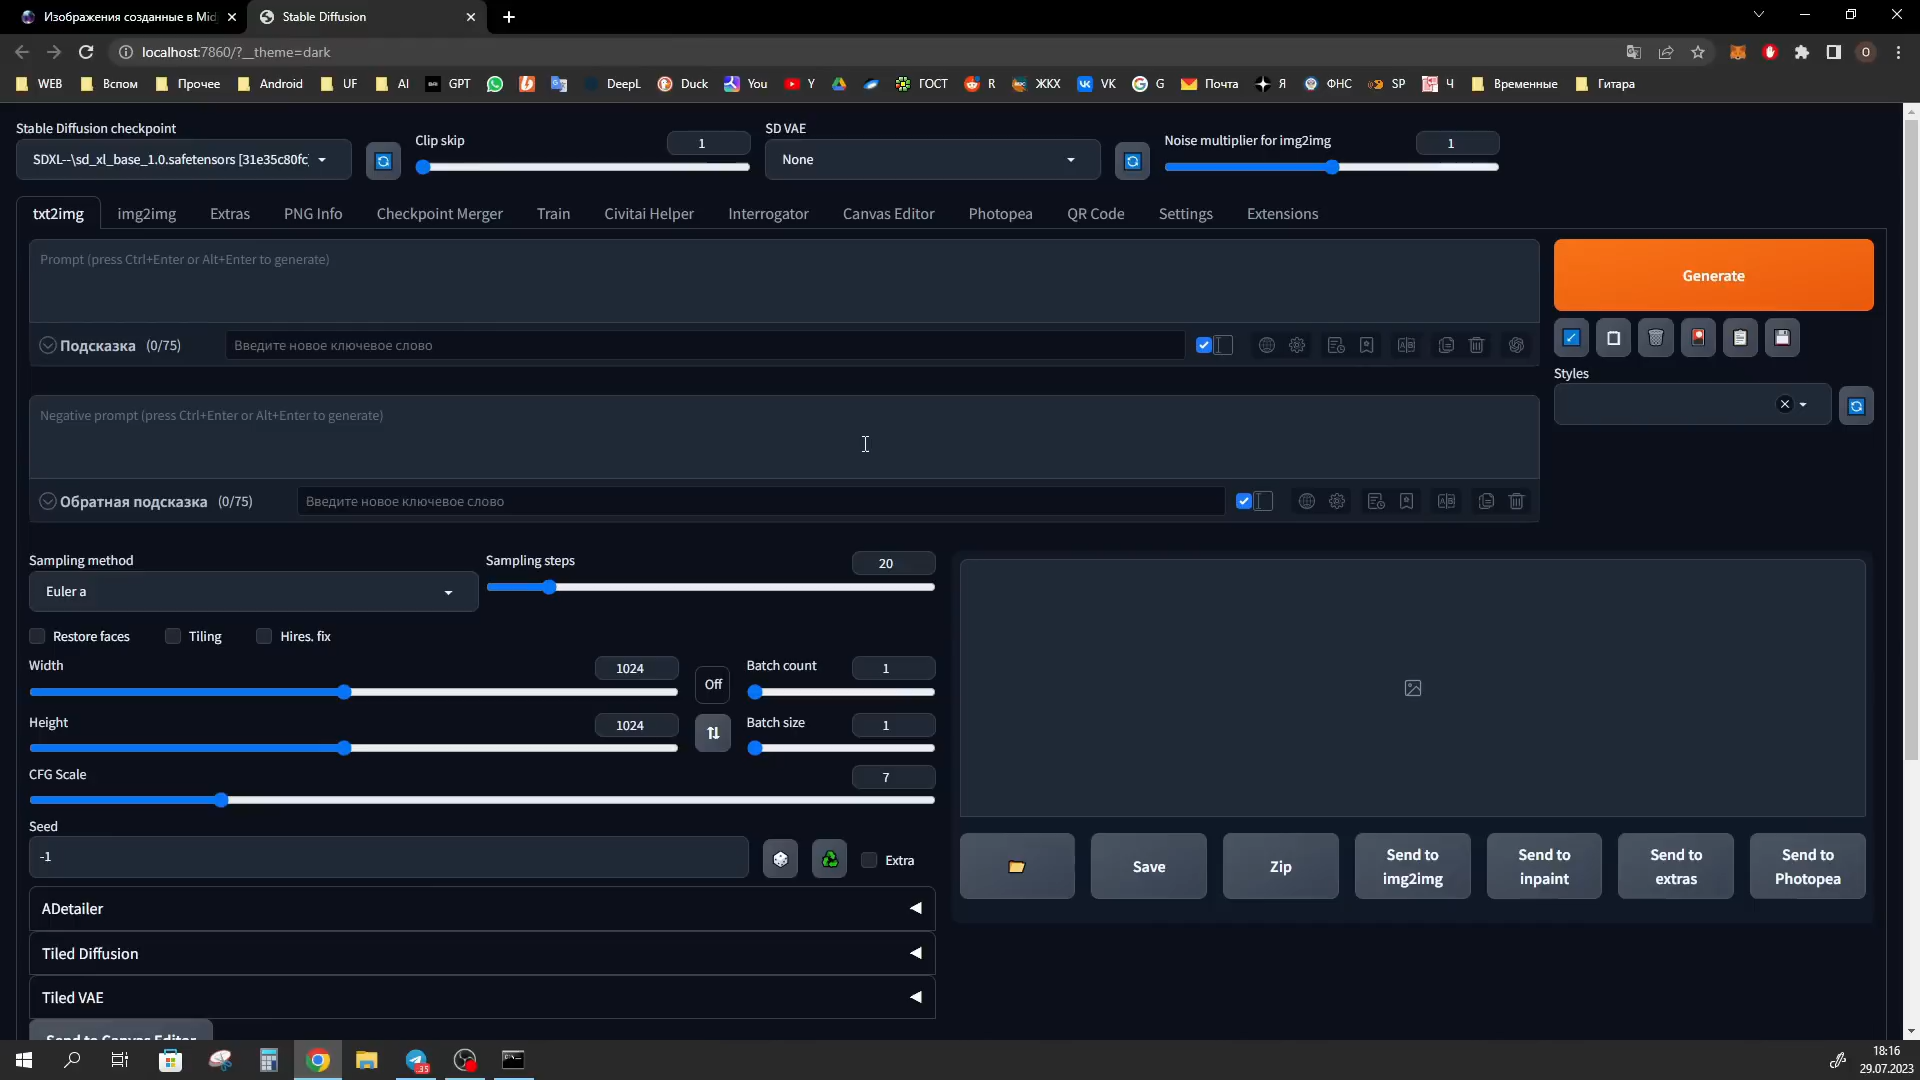 Изображения созданные в Mid
Stable Diffusion
localhost:7860/?__theme=dark
O
WEB
Вспом
Прочее
Android
UF
AI
GPT
DeepL
Duck
You
Y
ГОСТ
R
ЖКХ
VK
G
Почта
Я
ФНС
SP
Ч
Временные
Гитара
Stable Diffusion checkpoint
SDXL--\sd_xl_base_1.0.safetensors [31e35c80fc
Clip skip
1
SD VAE
None
Noise multiplier for img2img
1
txt2img
img2img
Extras
PNG Info
Checkpoint Merger
Train
Civitai Helper
Interrogator
Canvas Editor
Photopea
QR Code
Settings
Extensions
Prompt (press Ctrl+Enter or Alt+Enter to generate)
Generate
Подсказка (0/75)
Введите новое ключевое слово
Styles
Negative prompt (press Ctrl+Enter or Alt+Enter to generate)
Обратная подсказка (0/75)
Введите новое ключевое слово
Sampling method
Euler a
Sampling steps
20
Restore faces
Tiling
Hires. fix
Width
1024
Off
Batch count
1
Height
1024
Batch size
1
CFG Scale
7
Seed
-1
Extra
Save
Zip
Send to
img2img
Send to
inpaint
Send to
extras
Send to
Photopea
ADetailer
Tiled Diffusion
Tiled VAE
Send to Canvas Editor
35
18:16
29.07.2023